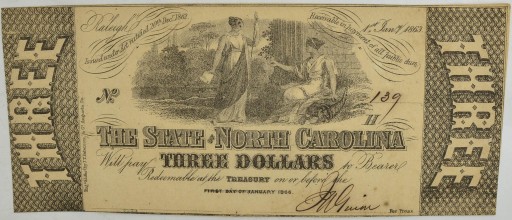 THREE
Raleigh
Issued under Act ratified 20th Decr. 1862.
Receivable in payment of all public dues
1st Jany. 1863
THREE
No
139
THE STATE OF NORTH CAROLINA
Will pay THREE DOLLARS to Bearer
Redeemable at the TREASURY on or before the
FIRST DAY OF JANUARY 1866.
For Treas